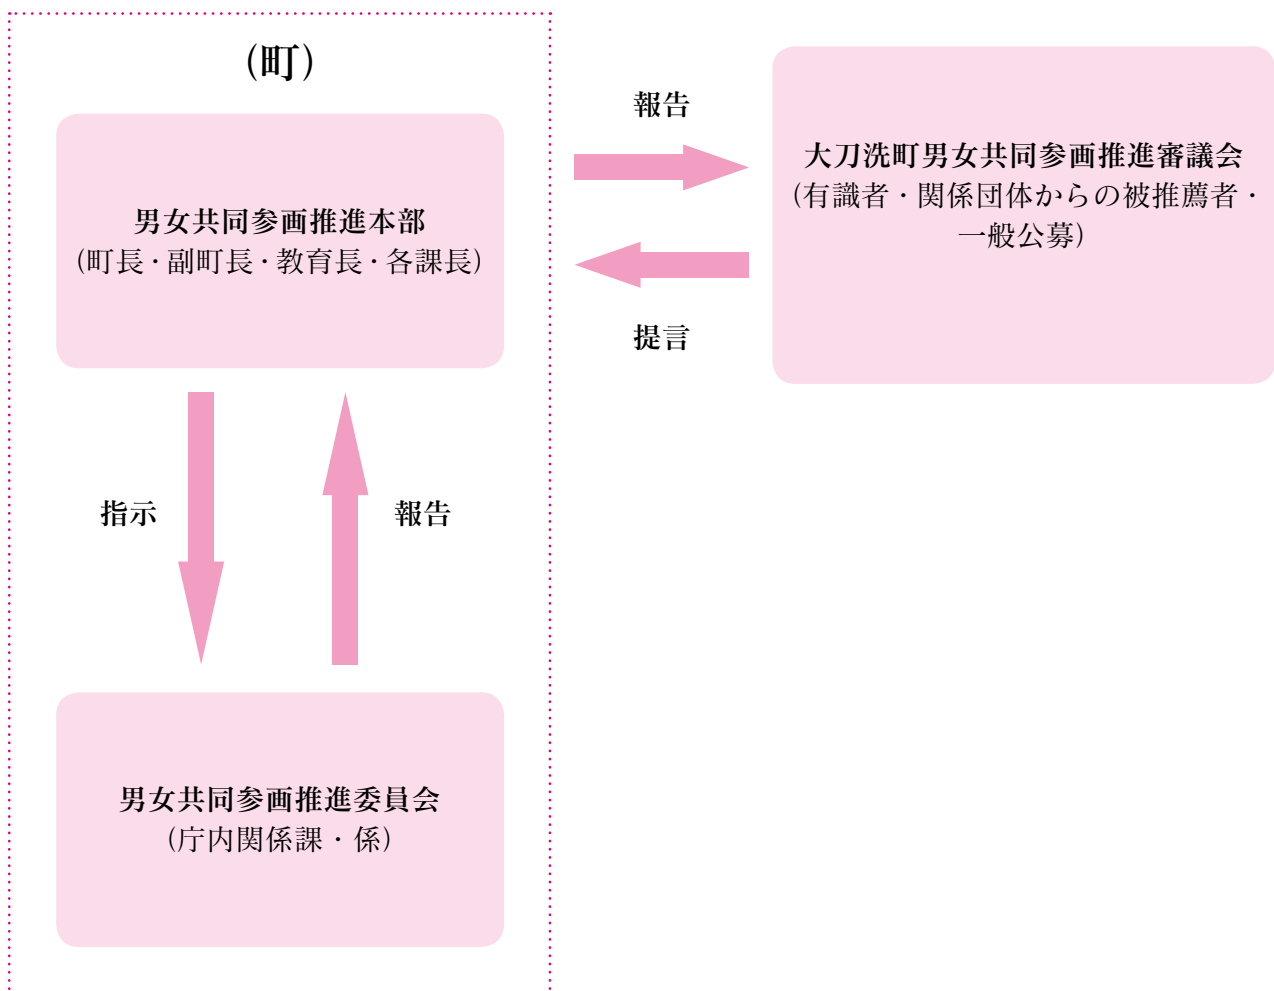 (町)
男女共同参画推進本部
(町長・副町長・教育長・各課長)
報告
提言
大刀洗町男女共同参画推進審議会
(有識者・関係団体からの被推薦者・
一般公募)
指示
報告
男女共同参画推進委員会
(庁内関係課・係)